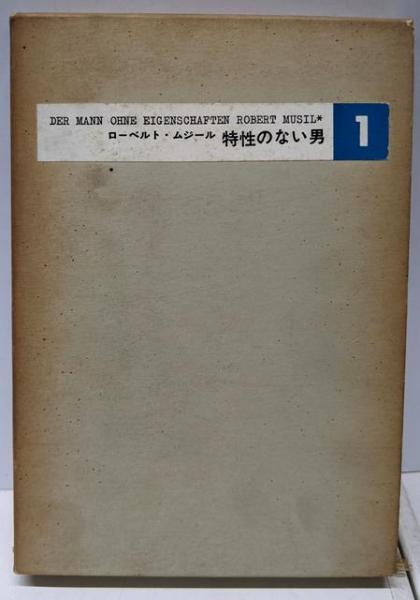 DER MANN OHNE EIGENSCHAFTEN ROBERT MUSIL*
ローベルト・ムジール 特性のない男
1